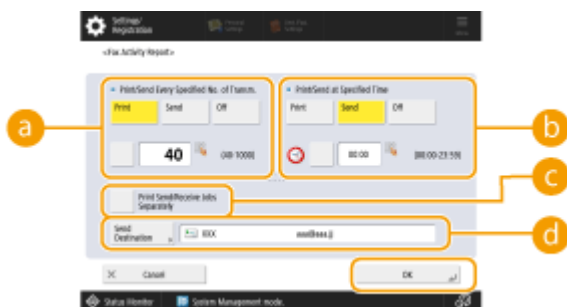 Settings/
Registration
Menu
<Fax Activity Report>
Print/Send Every Specified No. of Transm.
Print/Send at Specified Time
Print
Send
Off
Print
Send
Off
a
b
40
(40-1000)
00:00
(00:00-23:59)
c
Print Send/Receive Jobs
Separately
Send
Destination
XXX
d
Cancel
OK
Status Monitor
System Management mode.